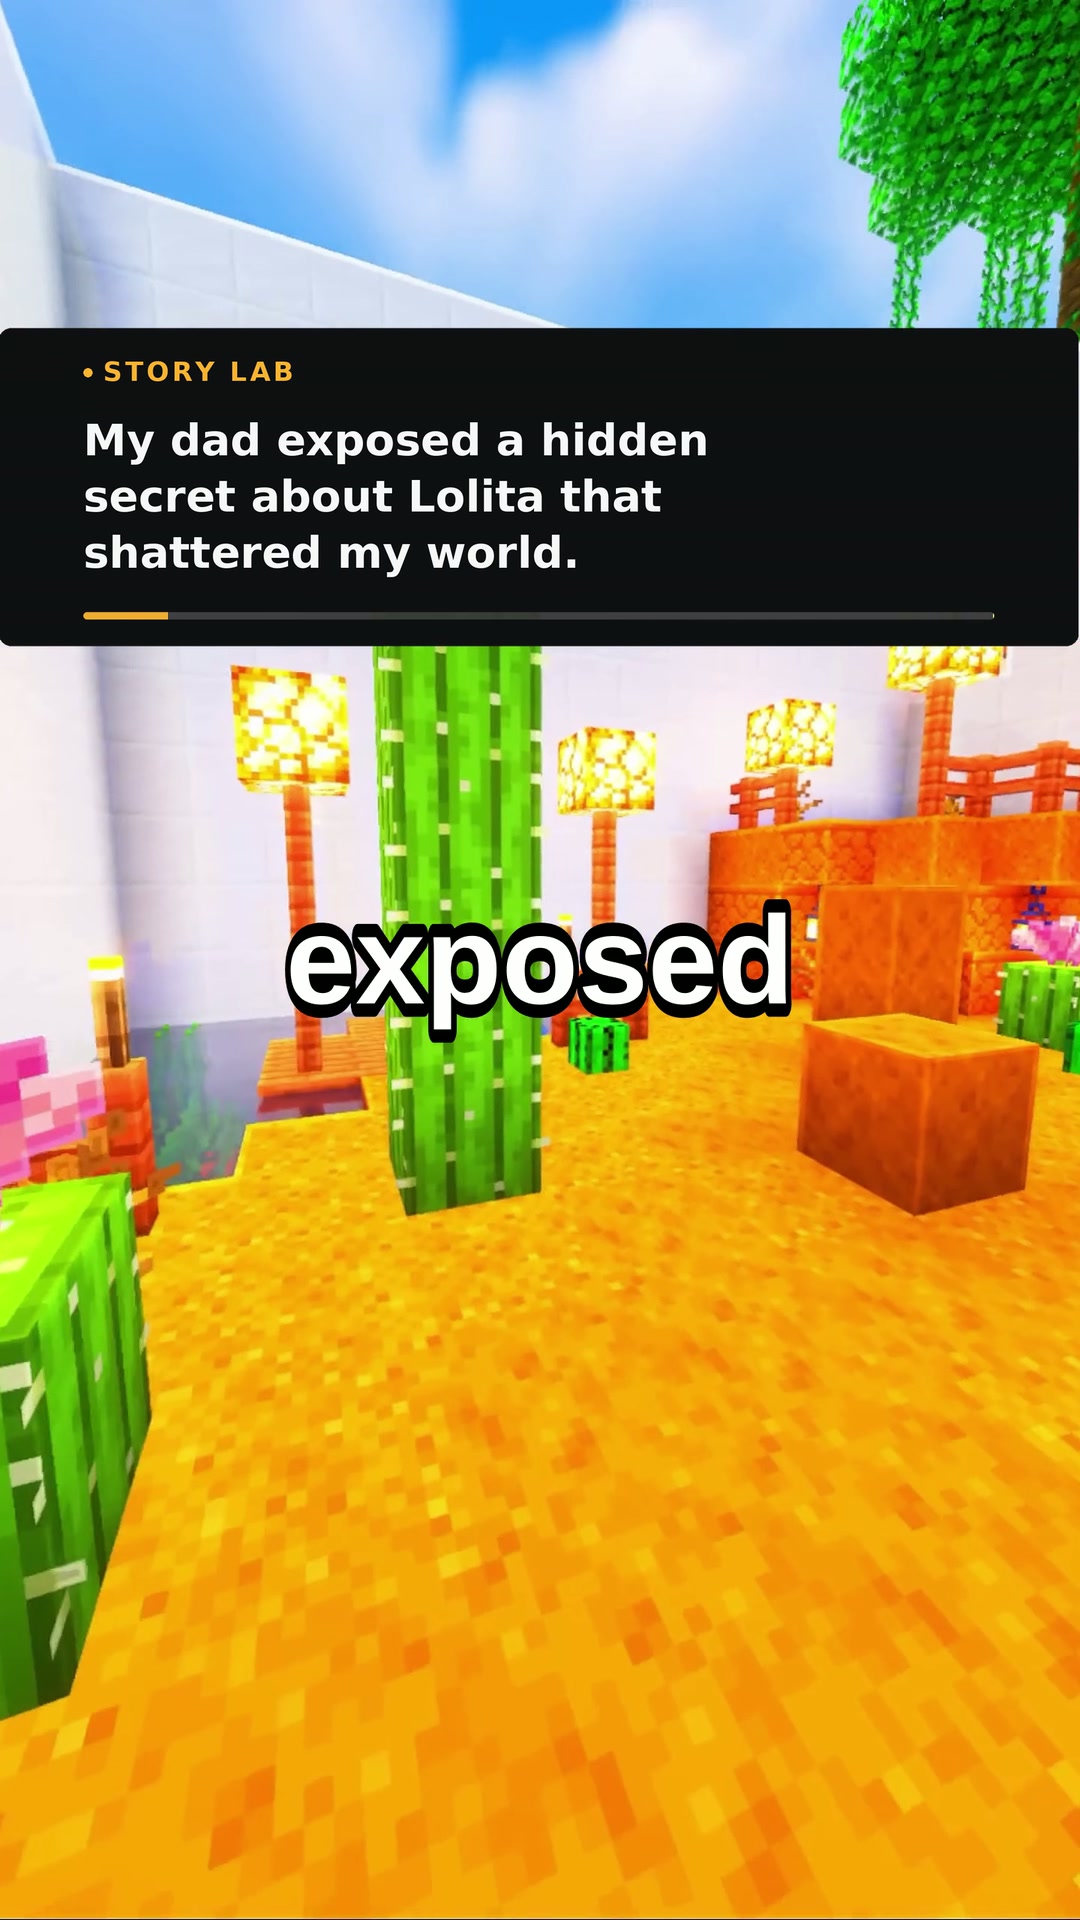 • STORY LAB
My dad exposed a hidden
secret about Lolita that
shattered my world.
exposed